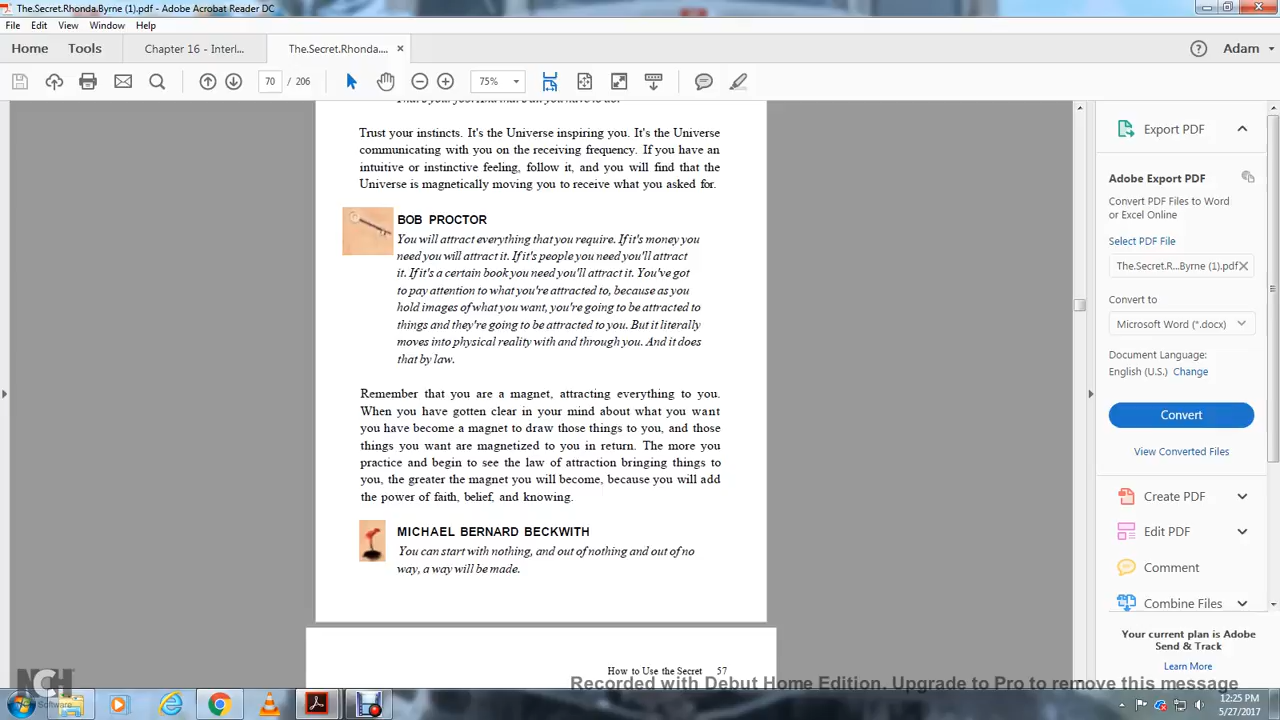 The.Secret.Rhonda.Byrne (1).pdf - Adobe Acrobat Reader DC
File Edit View Window Help
Home Tools Chapter 16 - Interl... The.Secret.Rhonda.... × Adam
70 / 206 75%
That's your job. And that's all you have to do.
Trust your instincts. It's the Universe inspiring you. It's the Universe
communicating with you on the receiving frequency. If you have an
intuitive or instinctive feeling, follow it, and you will find that the
Universe is magnetically moving you to receive what you asked for.
BOB PROCTOR
You will attract everything that you require. If it's money you
need you will attract it. If it's people you need you'll attract
it. If it's a certain book you need you'll attract it. You've got
to pay attention to what you're attracted to, because as you
hold images of what you want, you're going to be attracted to
things and they're going to be attracted to you. But it literally
moves into physical reality with and through you. And it does
that by law.
Remember that you are a magnet, attracting everything to you.
When you have gotten clear in your mind about what you want
you have become a magnet to draw those things to you, and those
things you want are magnetized to you in return. The more you
practice and begin to see the law of attraction bringing things to
you, the greater the magnet you will become, because you will add
the power of faith, belief, and knowing.
MICHAEL BERNARD BECKWITH
You can start with nothing, and out of nothing and out of no
way, a way will be made.
How to Use the Secret 57
Export PDF
Adobe Export PDF
Convert PDF Files to Word
or Excel Online
Select PDF File
The.Secret.R...Byrne (1).pdf
Convert to
Microsoft Word (*.docx)
Document Language:
English (U.S.) Change
Convert
View Converted Files
Create PDF
Edit PDF
Comment
Combine Files
Your current plan is Adobe
Send & Track
Learn More
NCH
Software
Recorded with Debut Home Edition. Upgrade to Pro to remove this message
12:25 PM
5/27/2017